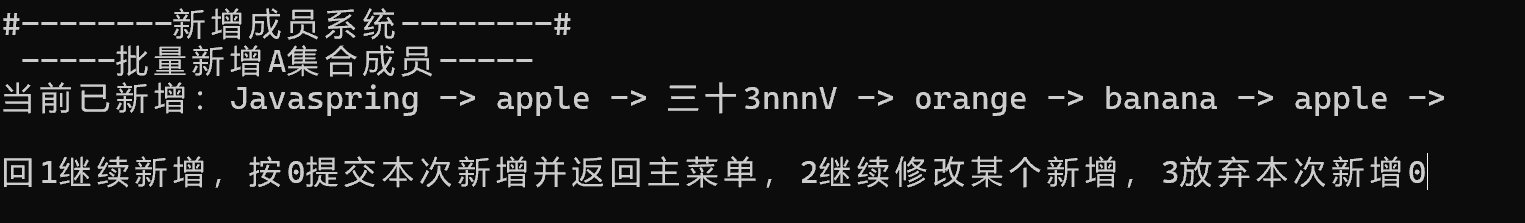 #--------新增成员系统--------#
-----批量新增A集合成员-----
当前已新增：Javaspring -> apple -> 三十3nnnV -> orange -> banana -> apple ->
回1继续新增，按0提交本次新增并返回主菜单，2继续修改某个新增，3放弃本次新增0